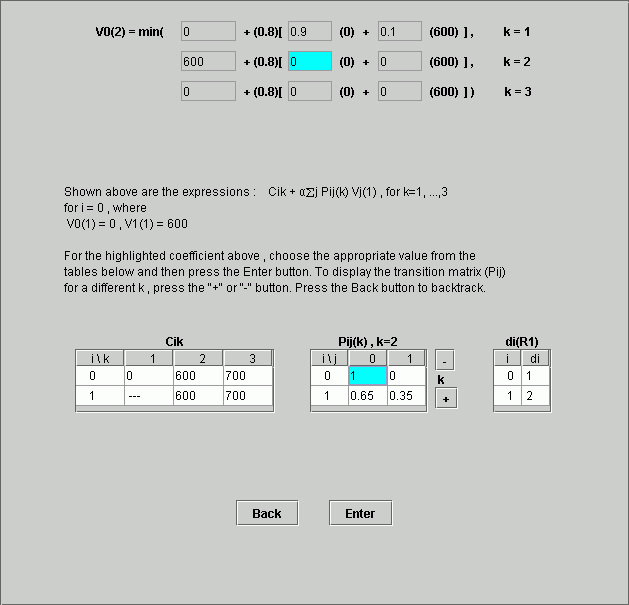 V0(2) = min( 0 + (0.8)[ 0.9 (0) + 0.1 (600) ] , k = 1
600 + (0.8)[ 0 (0) + 0 (600) ] , k = 2
0 + (0.8)[ 0 (0) + 0 (600) ] ) k = 3
Shown above are the expressions : Cik + α∑j Pij(k) Vj(1) , for k=1, ...,3
for i = 0 , where
V0(1) = 0 , V1(1) = 600
For the highlighted coefficient above , choose the appropriate value from the
tables below and then press the Enter button. To display the transition matrix (Pij)
for a different k , press the "+" or "-" button. Press the Back button to backtrack.
Cik Pij(k) , k=2 di(R1)
i \ k 1 2 3 i \ j 0 1 - i di
0 0 600 700 0 1 0 k 0 1
1 --- 600 700 1 0.65 0.35 + 1 2
Back Enter